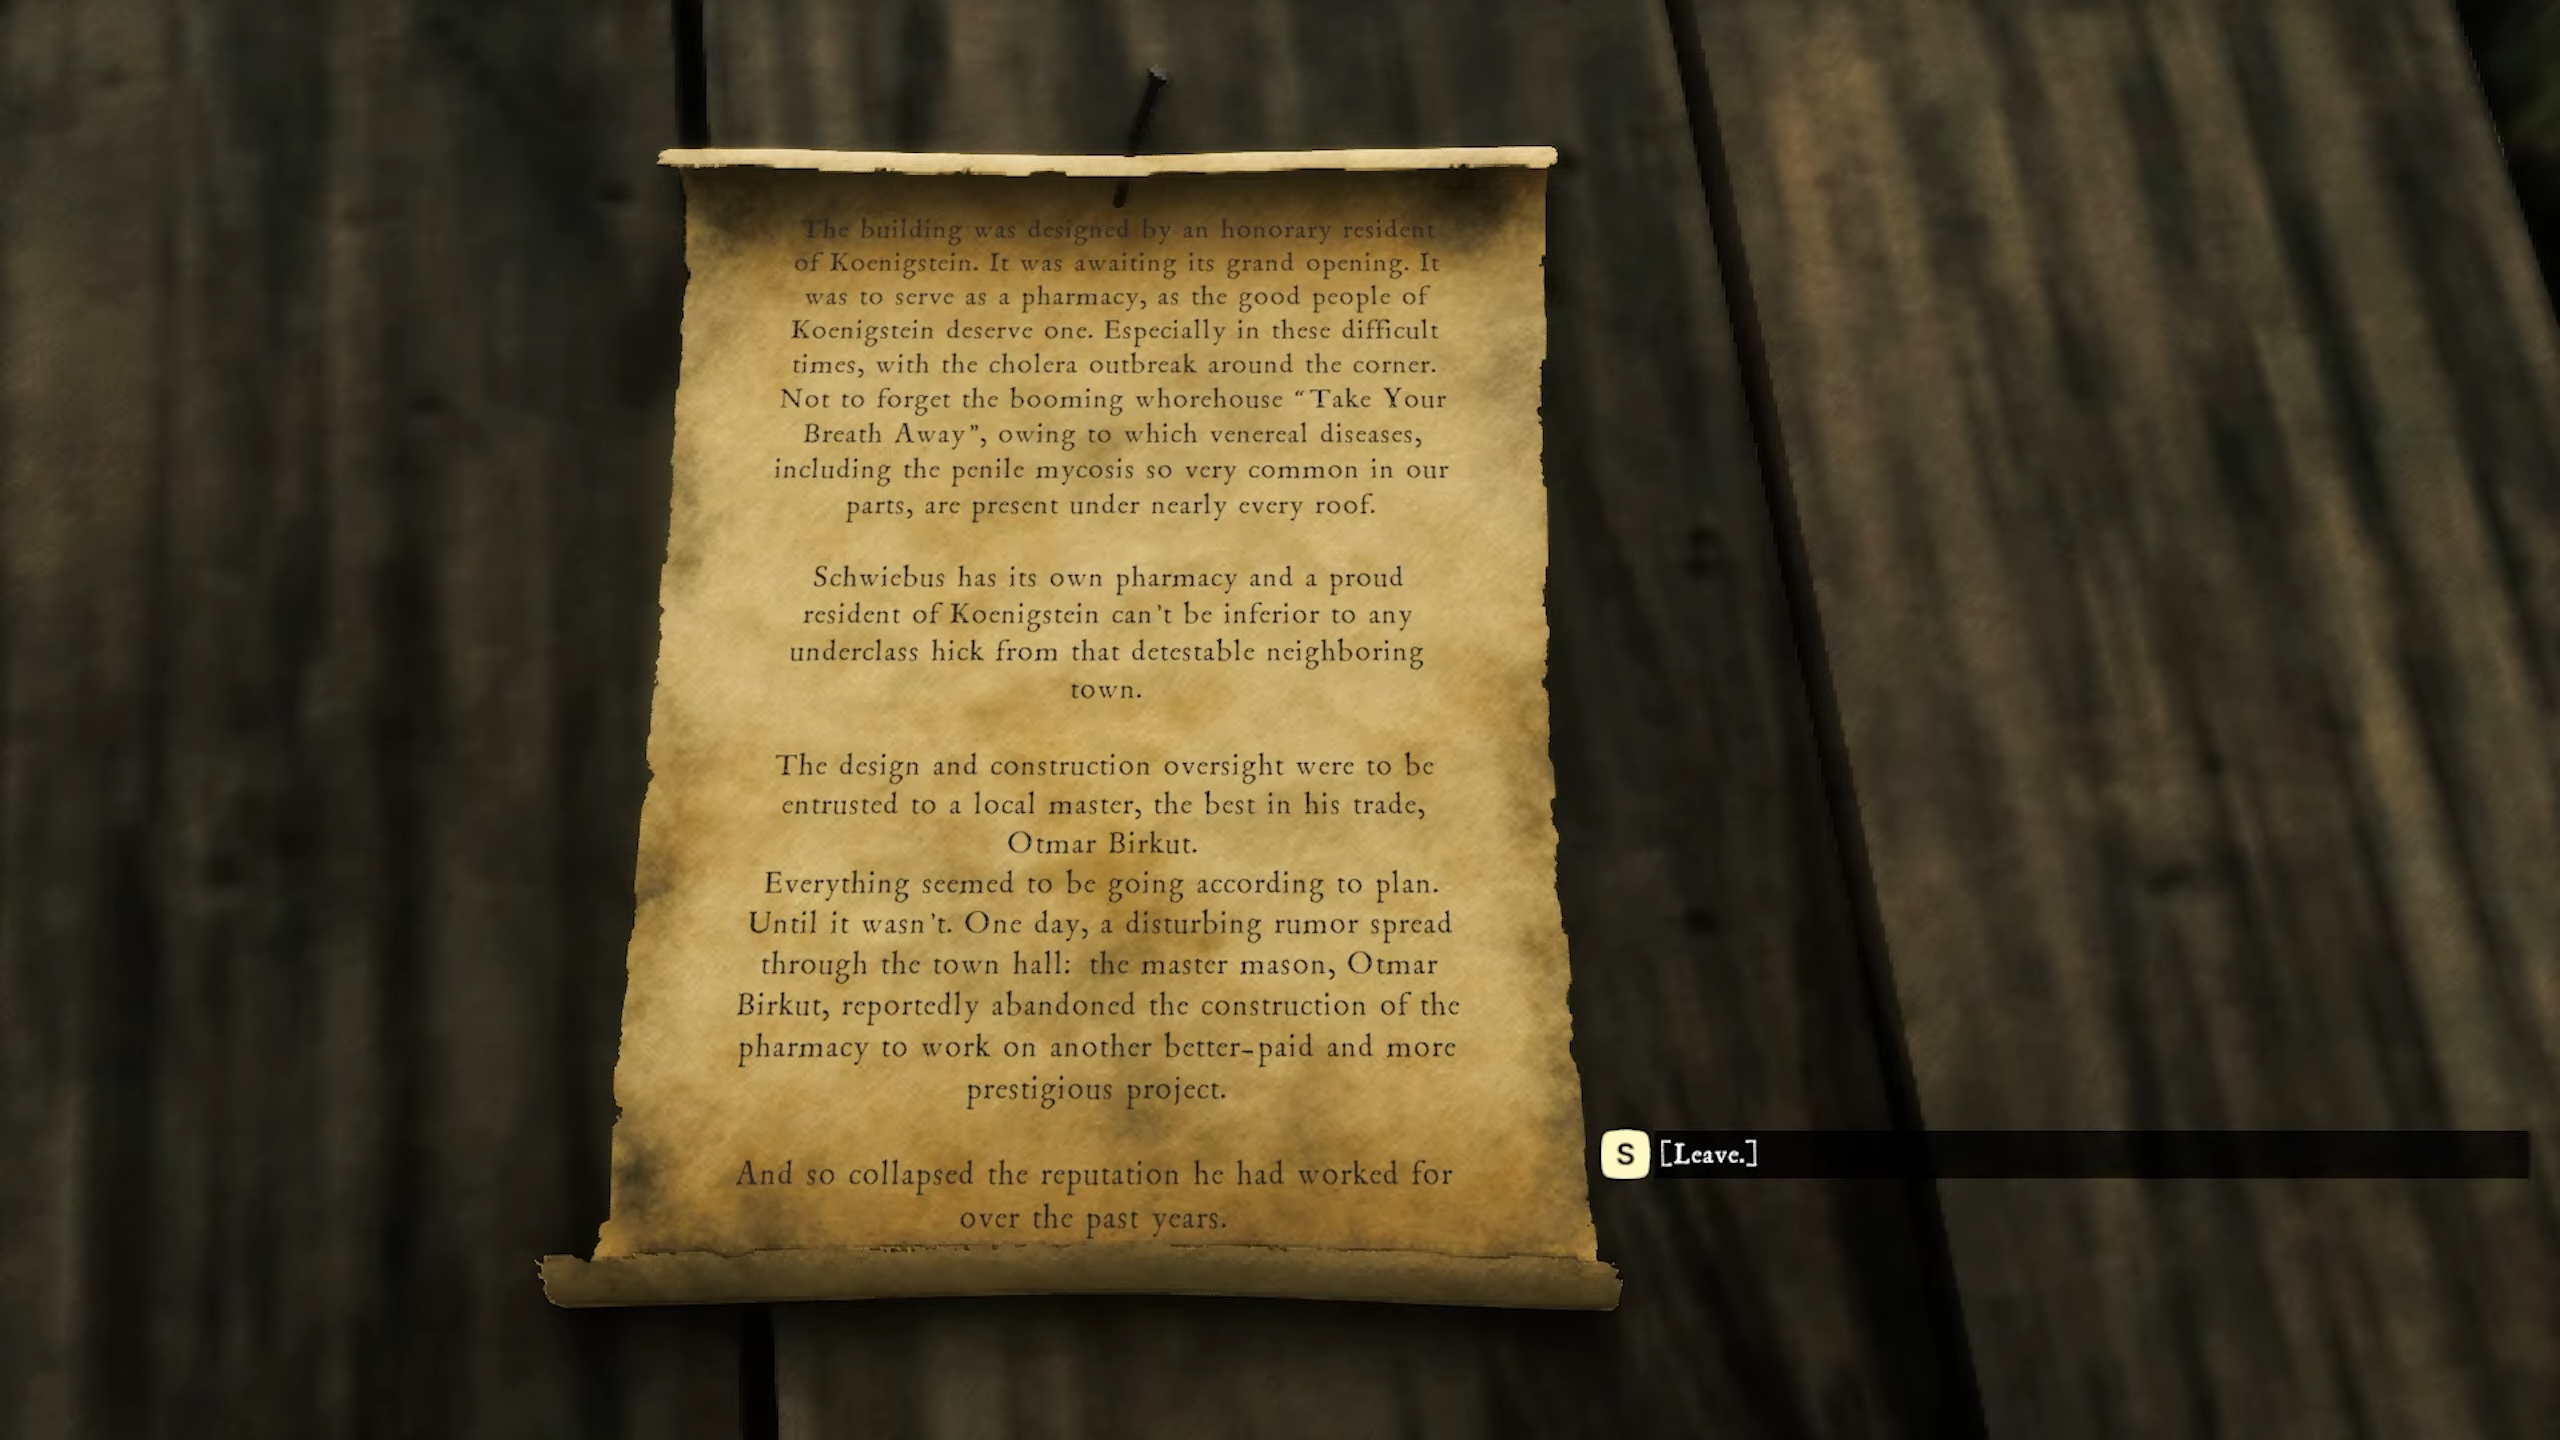 The building was designed by an honorary resident
of Koenigstein. It was awaiting its grand opening. It
was to serve as a pharmacy, as the good people of
Koenigstein deserve one. Especially in these difficult
times, with the cholera outbreak around the corner.
Not to forget the booming whorehouse “Take Your
Breath Away”, owing to which venereal diseases,
including the penile mycosis so very common in our
parts, are present under nearly every roof.
Schwiebus has its own pharmacy and a proud
resident of Koenigstein can't be inferior to any
underclass hick from that detestable neighboring
town.
The design and construction oversight were to be
entrusted to a local master, the best in his trade,
Otmar Birkut.
Everything seemed to be going according to plan.
Until it wasn't. One day, a disturbing rumor spread
through the town hall: the master mason, Otmar
Birkut, reportedly abandoned the construction of the
pharmacy to work on another better-paid and more
prestigious project.
And so collapsed the reputation he had worked for
over the past years.
S [Leave.]